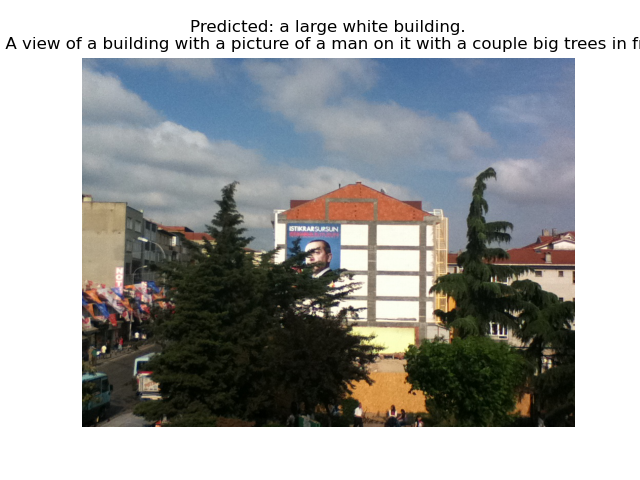 Predicted: a large white building.
A view of a building with a picture of a man on it with a couple big trees in fr
ISTIKRARSURSUN